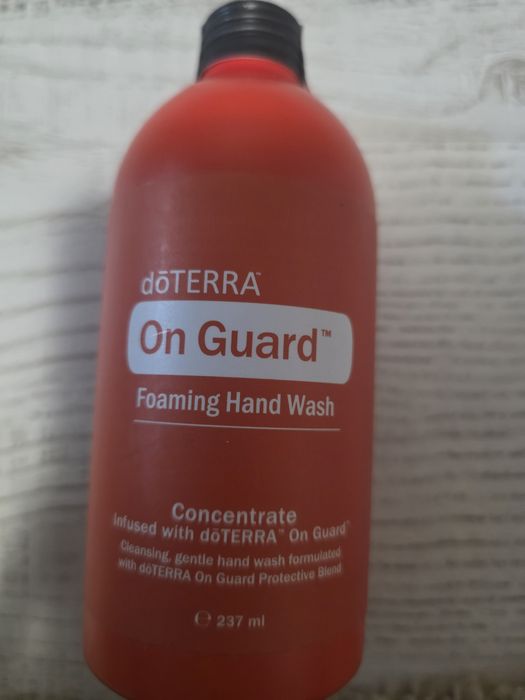 dōTERRA™
On Guard™
Foaming Hand Wash
Concentrate
Infused with dōTERRA™ On Guard™
Cleansing, gentle hand wash formulated
with dōTERRA On Guard Protective Blend
℮ 237 ml